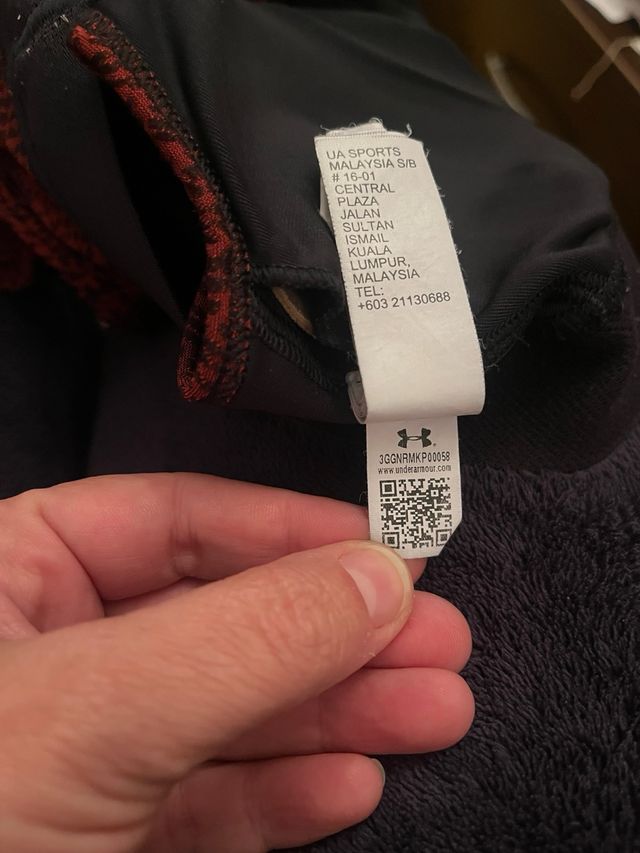 UA SPORTS
MALAYSIA S/B
# 16-01
CENTRAL
PLAZA
JALAN
SULTAN
ISMAIL
KUALA
LUMPUR,
MALAYSIA
TEL:
+603 21130688
3GGNRMKP00058
www.underarmour.com